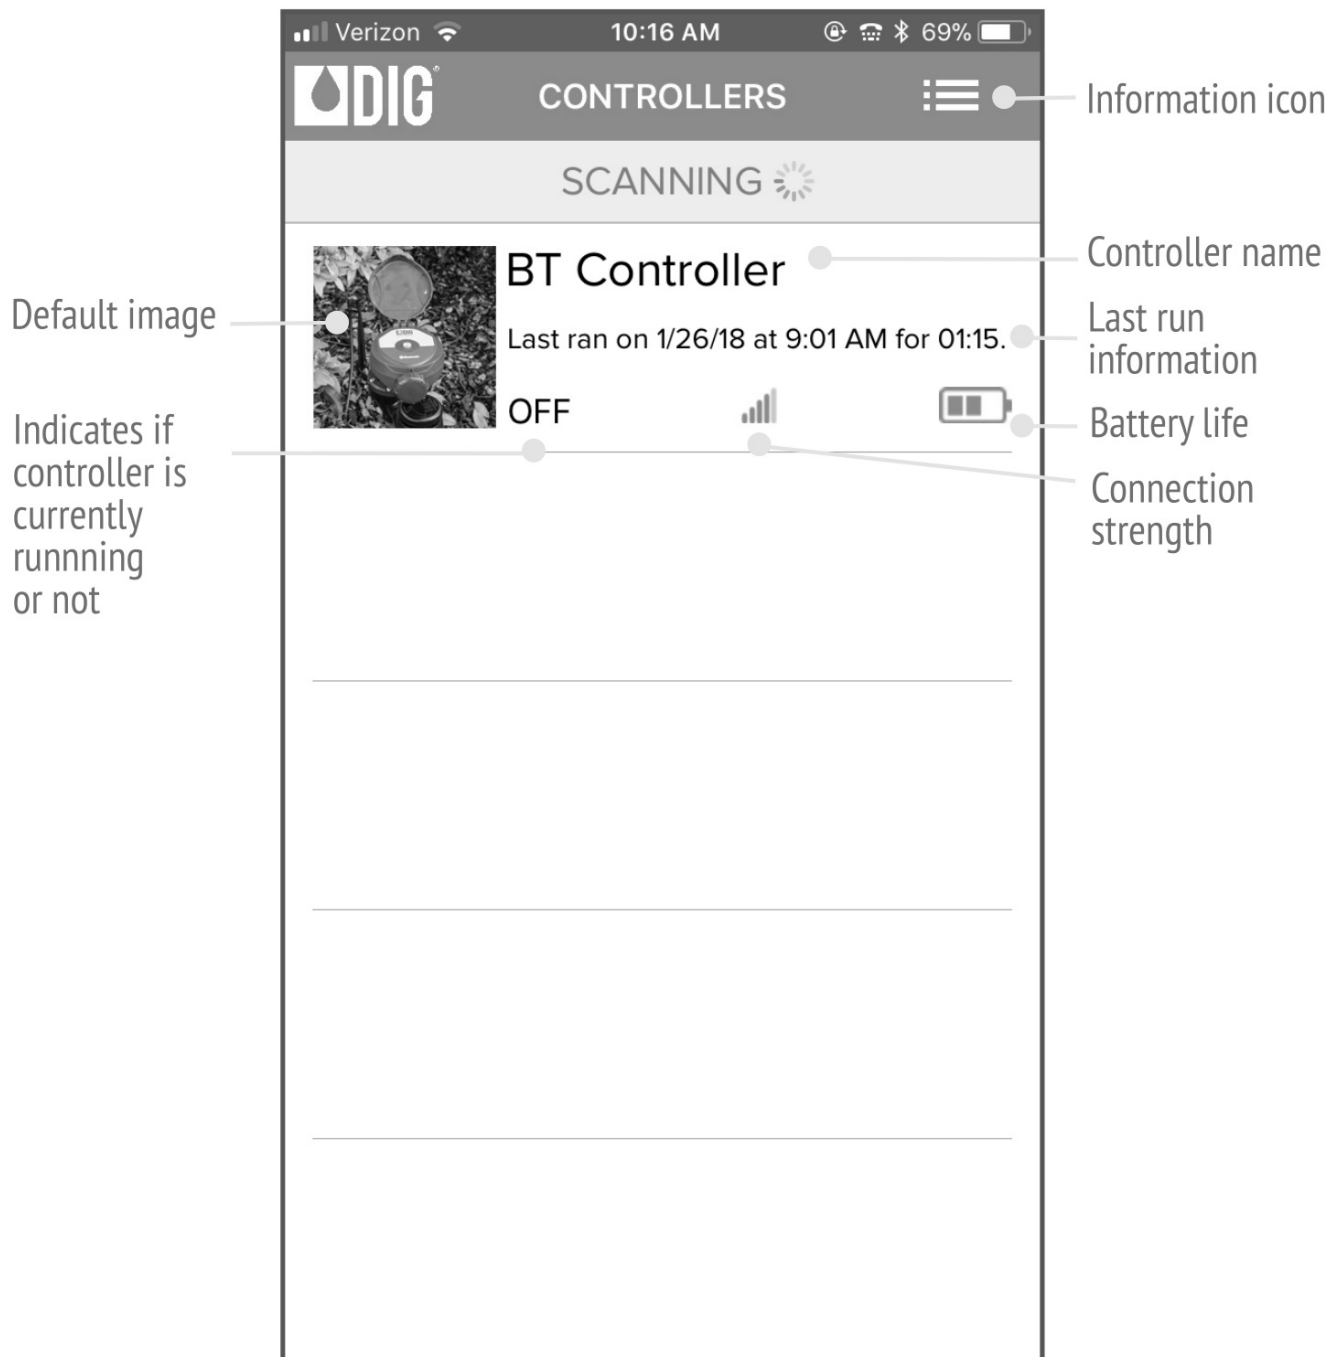 Verizon 10:16 AM 69%
DIG® CONTROLLERS
Information icon
SCANNING
BT Controller
Controller name
Default image
Last ran on 1/26/18 at 9:01 AM for 01:15.
Last run
information
OFF
Battery life
Indicates if
controller is
currently
runnning
or not
Connection
strength